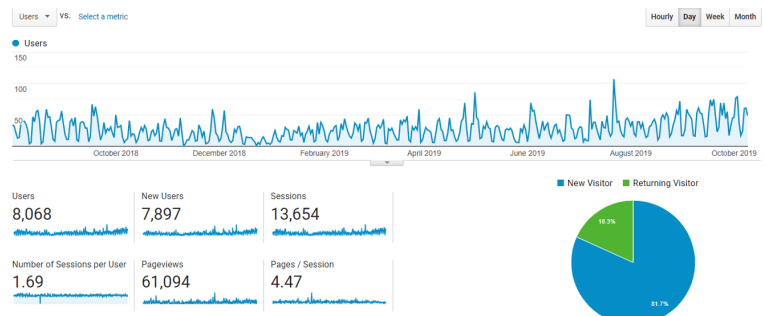 Users VS. Select a metric
Hourly Day Week Month
Users
150
100
50
October 2018 December 2018 February 2019 April 2019 June 2019 August 2019 October 2019
New Visitor Returning Visitor
Users New Users Sessions
8,068 7,897 13,654
18.3%
Number of Sessions per User Pageviews Pages / Session
1.69 61,094 4.47
81.7%